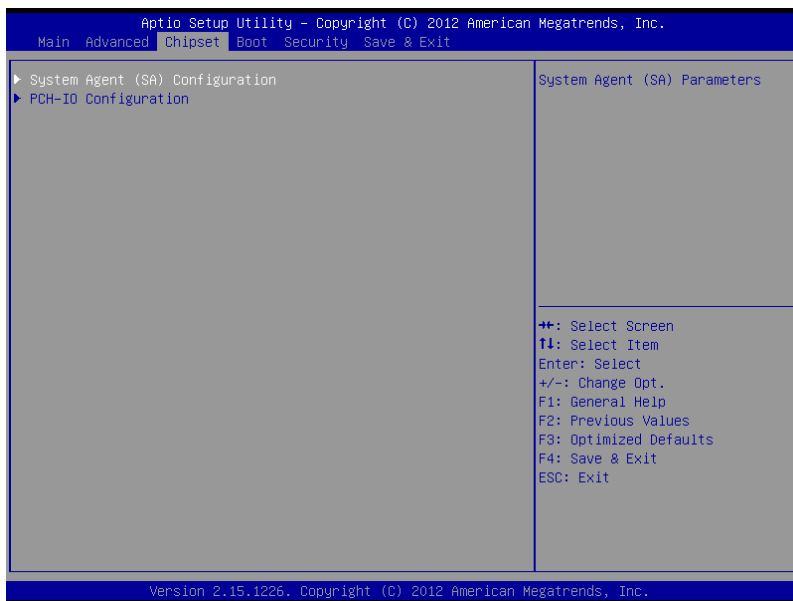 Aptio Setup Utility – Copyright (C) 2012 American Megatrends, Inc.
Main Advanced Chipset Boot Security Save & Exit
System Agent (SA) Configuration
PCH-IO Configuration
System Agent (SA) Parameters
→←: Select Screen
↑↓: Select Item
Enter: Select
+/-: Change Opt.
F1: General Help
F2: Previous Values
F3: Optimized Defaults
F4: Save & Exit
ESC: Exit
Version 2.15.1226. Copyright (C) 2012 American Megatrends, Inc.